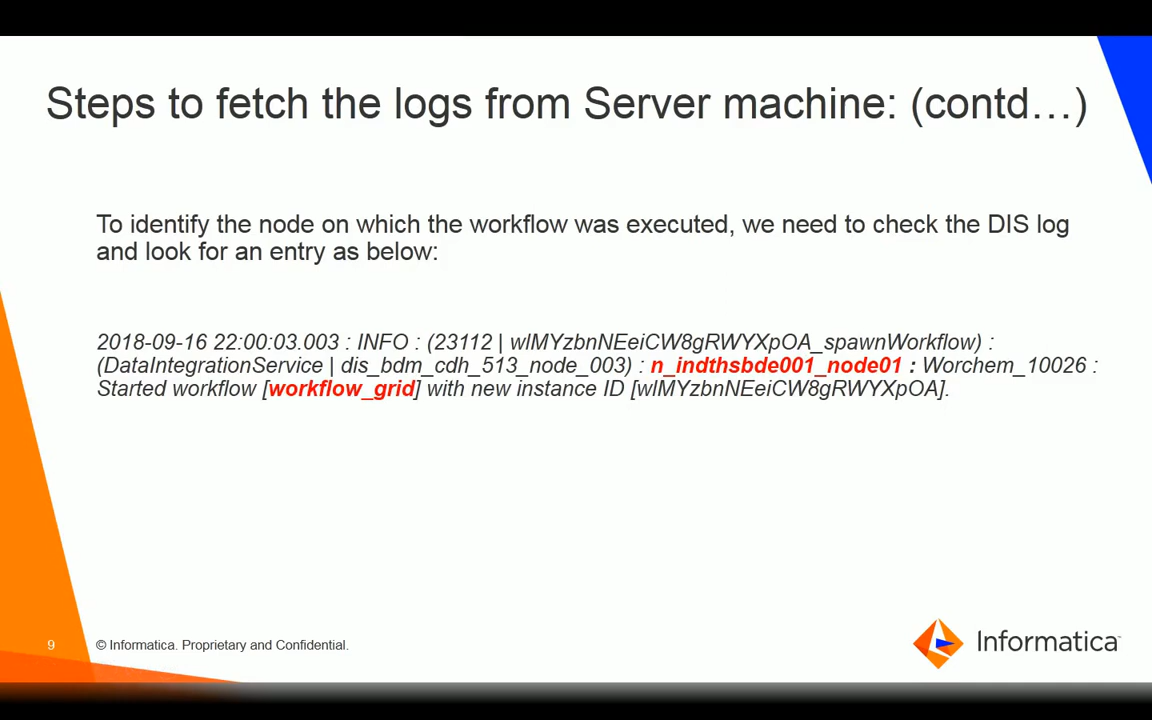 Steps to fetch the logs from Server machine: (contd…)
To identify the node on which the workflow was executed, we need to check the DIS log
and look for an entry as below:
2018-09-16 22:00:03.003 : INFO : (23112 | wlMYzbnNEeiCW8gRWYXpOA_spawnWorkflow) :
(DataIntegrationService | dis_bdm_cdh_513_node_003) : n_indthsbde001_node01 : Worchem_10026 :
Started workflow [workflow_grid] with new instance ID [wlMYzbnNEeiCW8gRWYXpOA].
9 © Informatica. Proprietary and Confidential.
Informatica